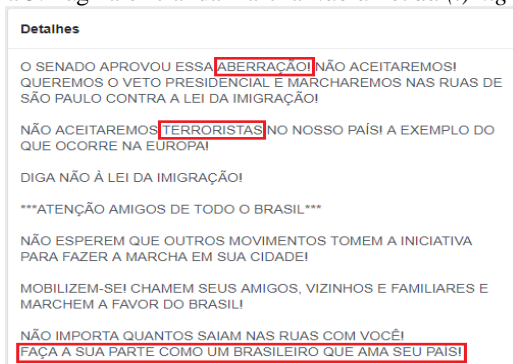 Detalhes
O SENADO APROVOU ESSA ABERRAÇÃO! NÃO ACEITAREMOS!
QUEREMOS O VETO PRESIDENCIAL E MARCHAREMOS NAS RUAS DE
SÃO PAULO CONTRA A LEI DA IMIGRAÇÃO!
NÃO ACEITAREMOS TERRORISTAS NO NOSSO PAÍS! A EXEMPLO DO
QUE OCORRE NA EUROPA!
DIGA NÃO À LEI DA IMIGRAÇÃO!
***ATENÇÃO AMIGOS DE TODO O BRASIL***
NÃO ESPEREM QUE OUTROS MOVIMENTOS TOMEM A INICIATIVA
PARA FAZER A MARCHA EM SUA CIDADE!
MOBILIZEM-SE! CHAMEM SEUS AMIGOS, VIZINHOS E FAMILIARES E
MARCHEM A FAVOR DO BRASIL!
NÃO IMPORTA QUANTOS SAIAM NAS RUAS COM VOCÊ!
FAÇA A SUA PARTE COMO UM BRASILEIRO QUE AMA SEU PAÍS!